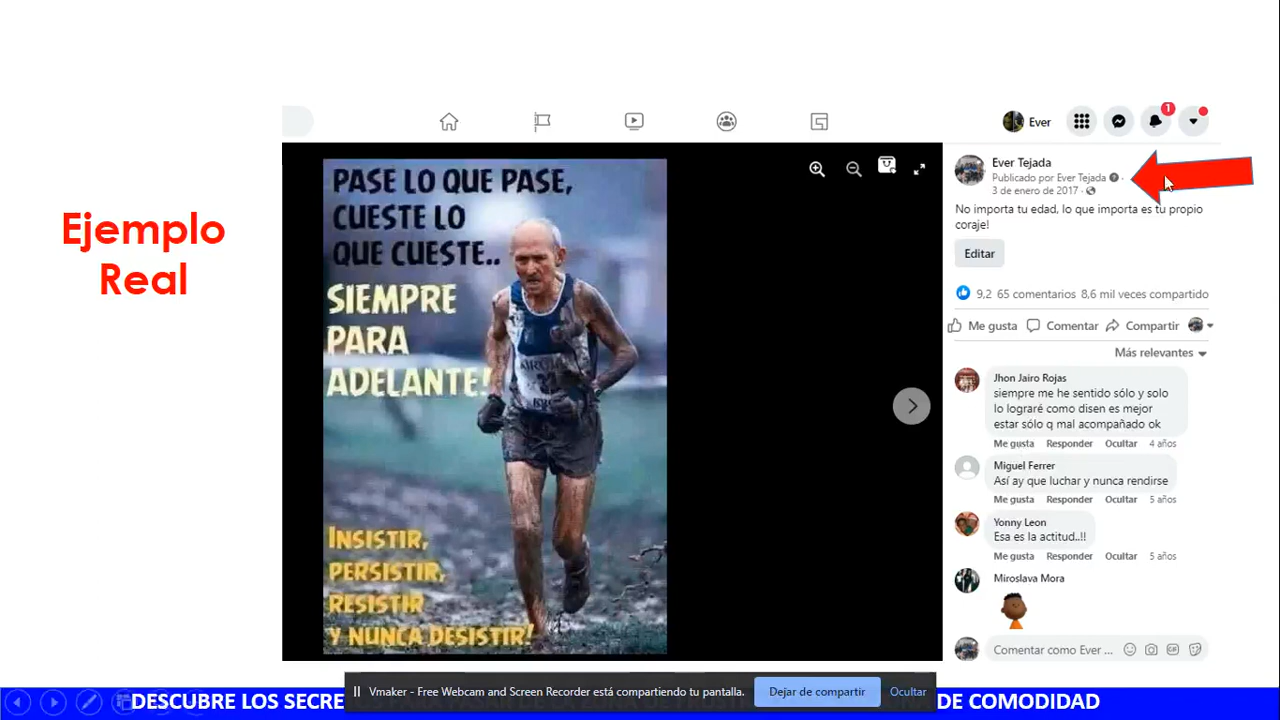 Ejemplo
Real
Ever
1
PASE LO QUE PASE,
CUESTE LO
QUE CUESTE..
SIEMPRE
PARA
ADELANTE!
INSISTIR,
PERSISTIR,
RESISTIR
Y NUNCA DESISTIR!
Ever Tejada
Publicado por Ever Tejada
3 de enero de 2017
No importa tu edad, lo que importa es tu propio
coraje!
Editar
9,2 65 comentarios 8,6 mil veces compartido
Me gusta Comentar Compartir
Más relevantes
Jhon Jairo Rojas
siempre me he sentido sólo y solo
lo lograré como disen es mejor
estar sólo q mal acompañado ok
Me gusta Responder Ocultar 4 años
Miguel Ferrer
Así ay que luchar y nunca rendirse
Me gusta Responder Ocultar 5 años
Yonny Leon
Esa es la actitud..!!
Me gusta Responder Ocultar 5 años
Miroslava Mora
Comentar como Ever ...
Vmaker - Free Webcam and Screen Recorder está compartiendo tu pantalla. Dejar de compartir Ocultar
DESCUBRE LOS SECRE DE COMODIDAD